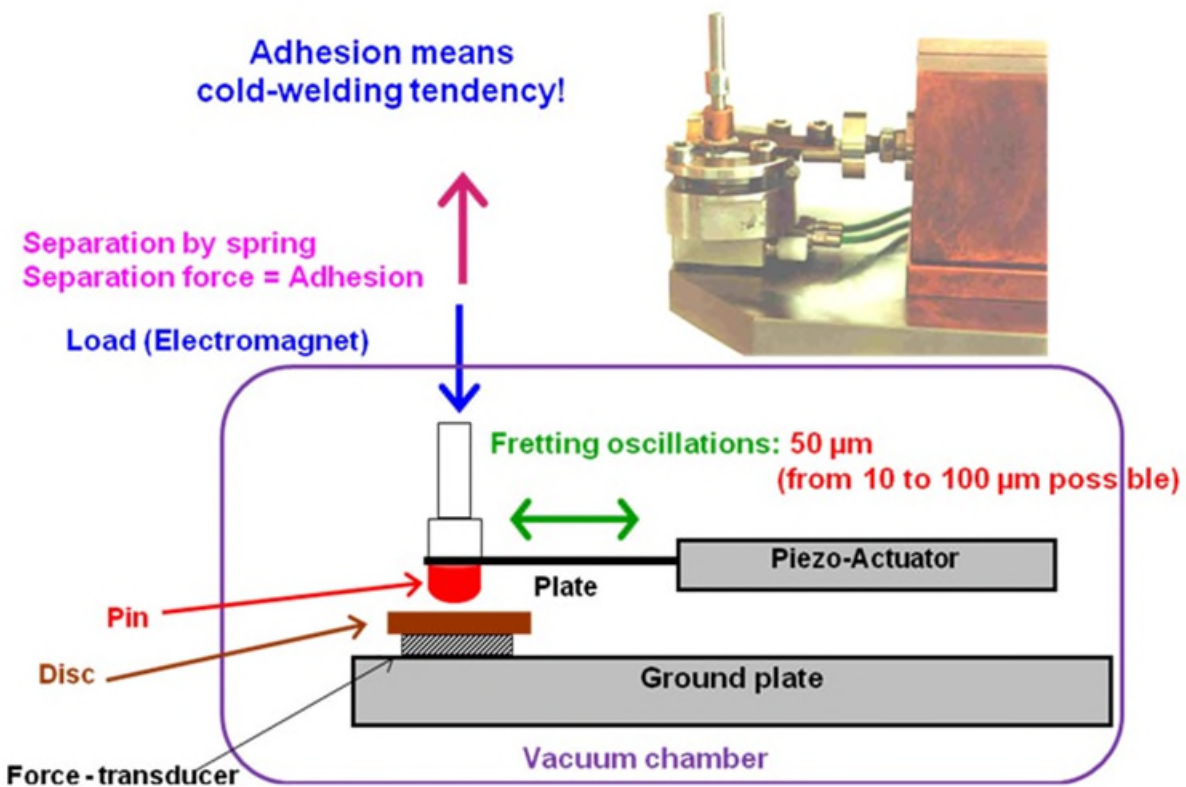 Adhesion means
cold-welding tendency!
Separation by spring
Separation force = Adhesion
Load (Electromagnet)
Fretting oscillations: 50 µm
(from 10 to 100 µm possible)
Piezo-Actuator
Plate
Pin
Disc
Ground plate
Vacuum chamber
Force-transducer